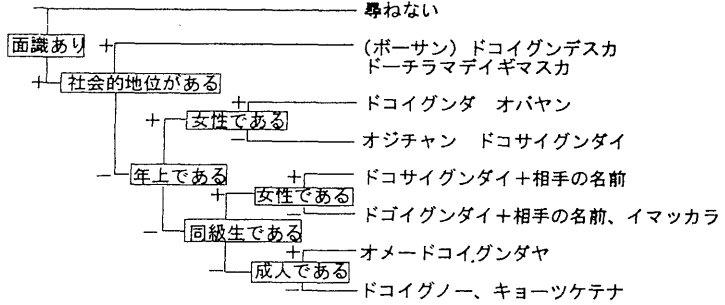 − 尋ねない
面識あり
＋ (ボーサン) ドコイグンデスカ
ドーチラマデイギマスカ
＋ 社会的地位がある
＋ ドコイグンダ オバヤン
＋ 女性である
− オジチャン ドコサイグンダイ
− 年上である
＋ ドコサイグンダイ＋相手の名前
＋ 女性である
− ドゴイグンダイ＋相手の名前、イマッカラ
− 同級生である
＋ オメードコイグンダヤ
− 成人である
− ドコイグノー、キョーツケテナ